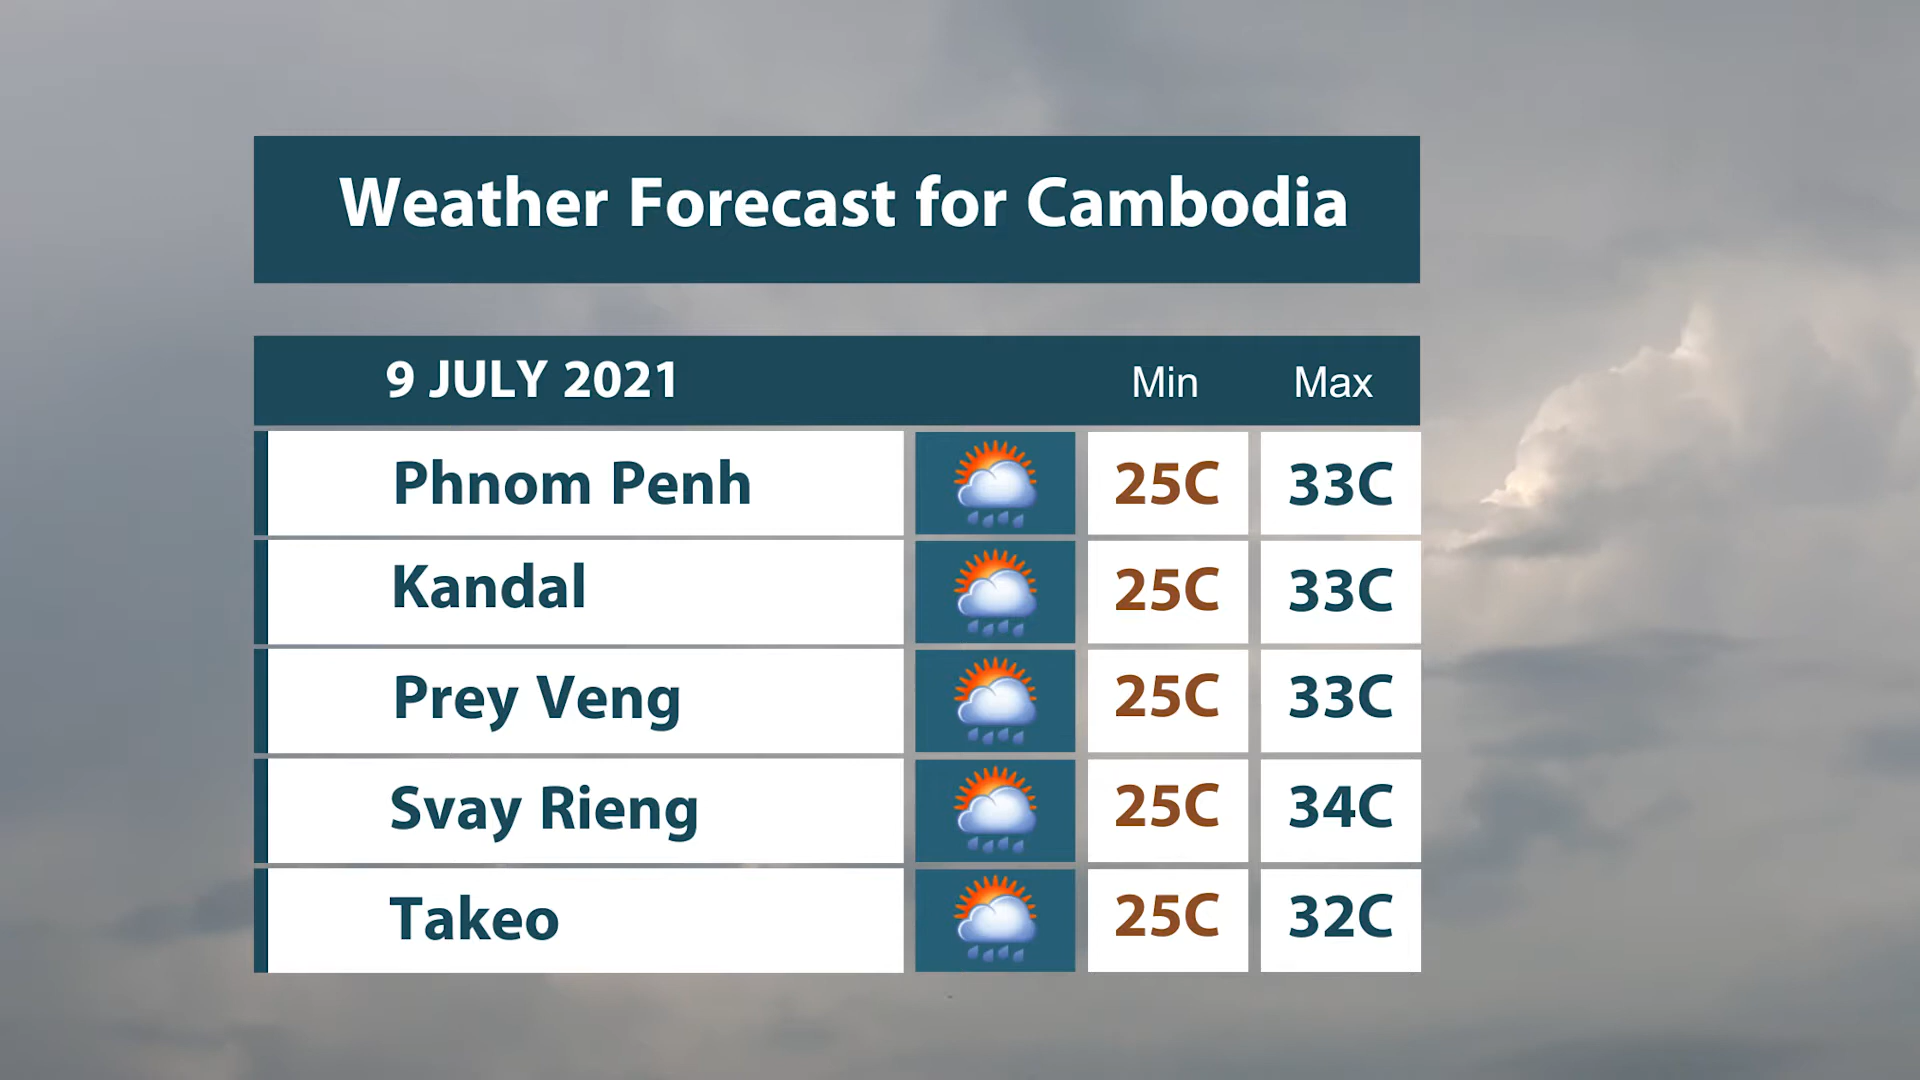 Weather Forecast for Cambodia
9 JULY 2021 Min Max
Phnom Penh 25C 33C
Kandal 25C 33C
Prey Veng 25C 33C
Svay Rieng 25C 34C
Takeo 25C 32C